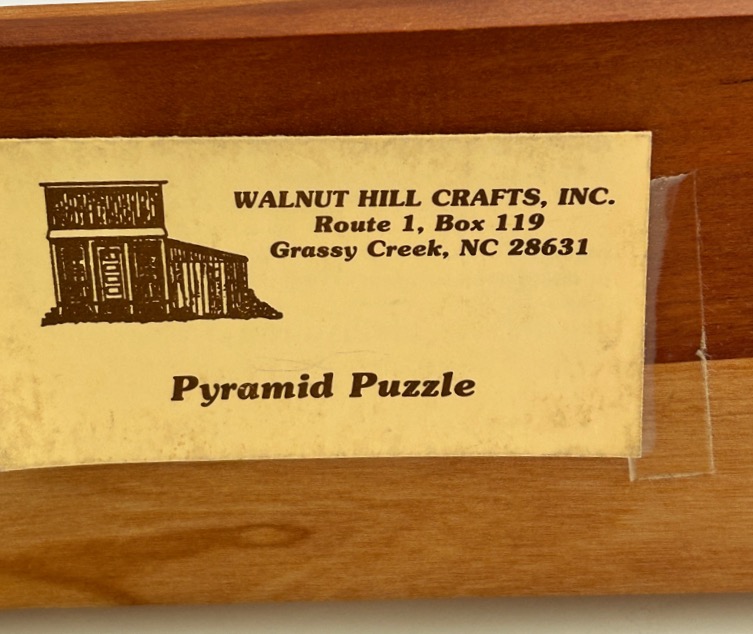 WALNUT HILL CRAFTS, INC.
Route 1, Box 119
Grassy Creek, NC 28631
Pyramid Puzzle